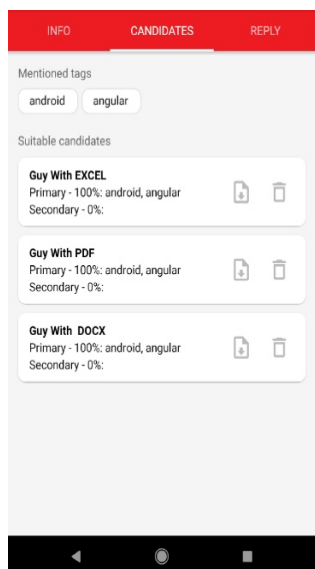 INFO CANDIDATES REPLY
Mentioned tags
android angular
Suitable candidates
Guy With EXCEL
Primary - 100%: android, angular
Secondary - 0%:
Guy With PDF
Primary - 100%: android, angular
Secondary - 0%:
Guy With DOCX
Primary - 100%: android, angular
Secondary - 0%: